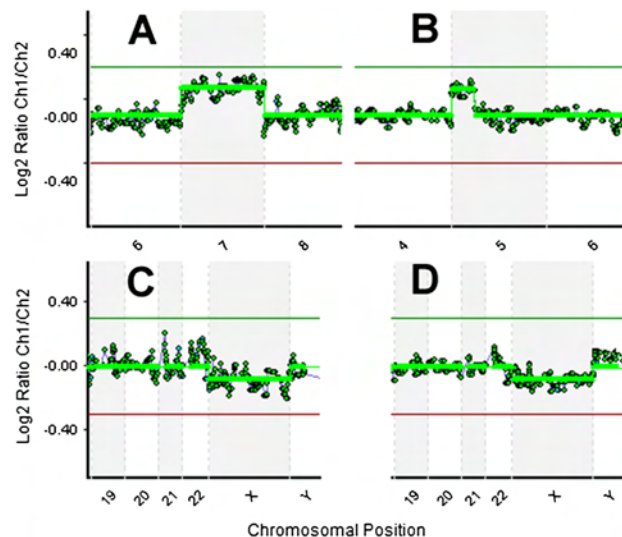 A
B
Log2 Ratio Ch1/Ch2
0.40
-0.00
-0.40
6
7
8
4
5
6
C
D
Log2 Ratio Ch1/Ch2
0.40
-0.00
-0.40
19
20
21
22
X
Y
19
20
21
22
X
Y
Chromosomal Position